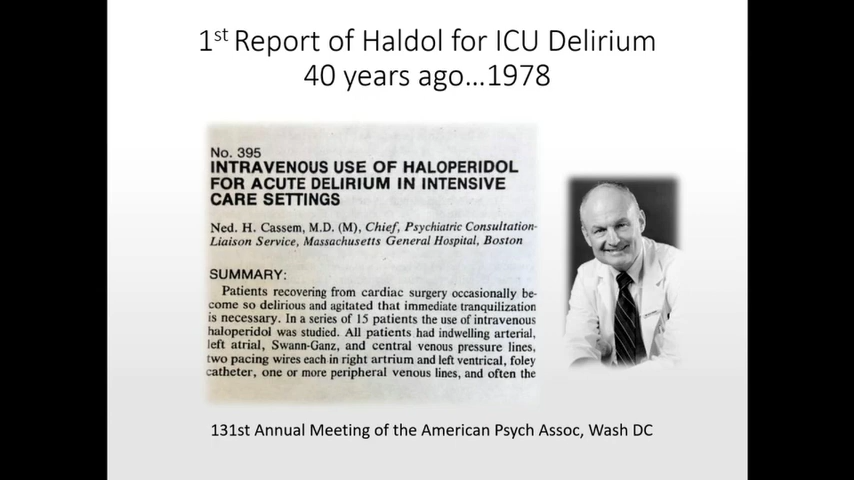 1st Report of Haldol for ICU Delirium
40 years ago...1978
No. 395
INTRAVENOUS USE OF HALOPERIDOL
FOR ACUTE DELIRIUM IN INTENSIVE
CARE SETTINGS
Ned. H. Cassem, M.D. (M), Chief, Psychiatric Consultation-
Liaison Service, Massachusetts General Hospital, Boston
SUMMARY:
Patients recovering from cardiac surgery occasionally be-
come so delirious and agitated that immediate tranquilization
is necessary. In a series of 15 patients the use of intravenous
haloperidol was studied. All patients had indwelling arterial,
left atrial, Swann-Ganz, and central venous pressure lines,
two pacing wires each in right artrium and left ventrical, foley
catheter, one or more peripheral venous lines, and often the
131st Annual Meeting of the American Psych Assoc, Wash DC